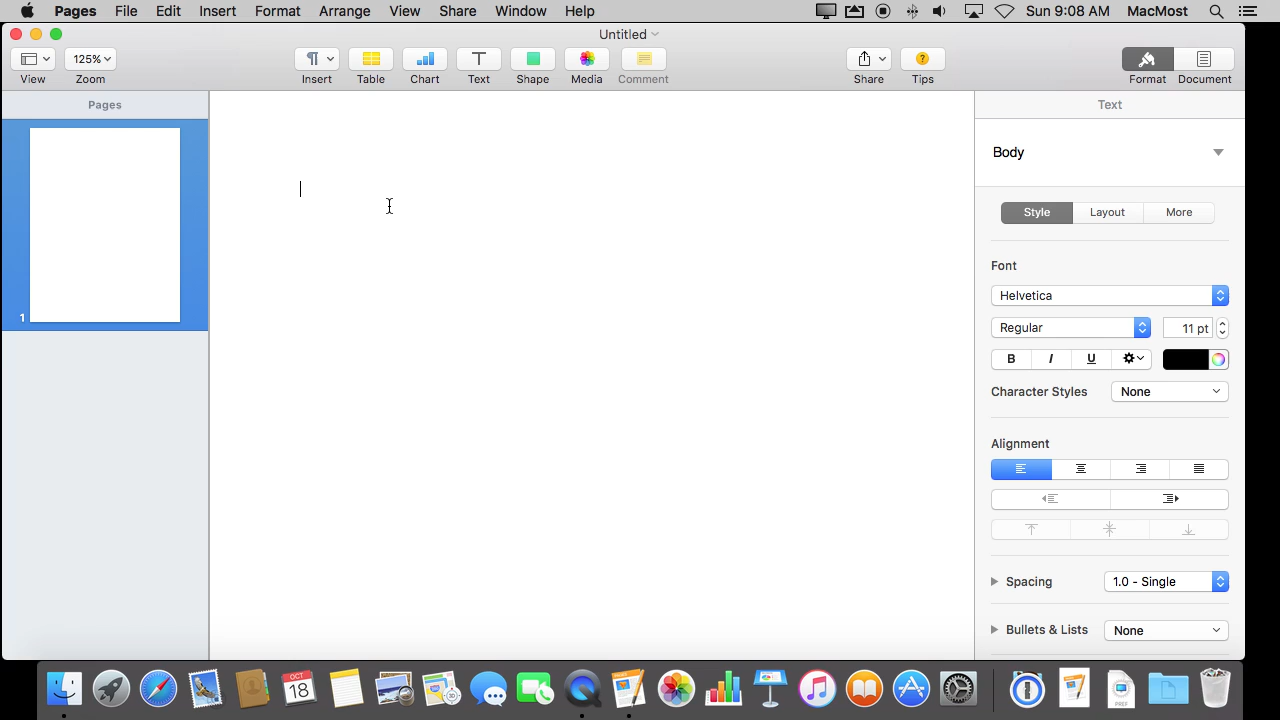 Pages File Edit Insert Format Arrange View Share Window Help Sun 9:08 AM MacMost
Untitled
125%
View Zoom Insert Table Chart Text Shape Media Comment Share Tips Format Document
Pages
Text
1
Body
Style Layout More
Font
Helvetica
Regular 11 pt
B I U
Character Styles None
Alignment
Spacing 1.0 - Single
Bullets & Lists None
OCT
18